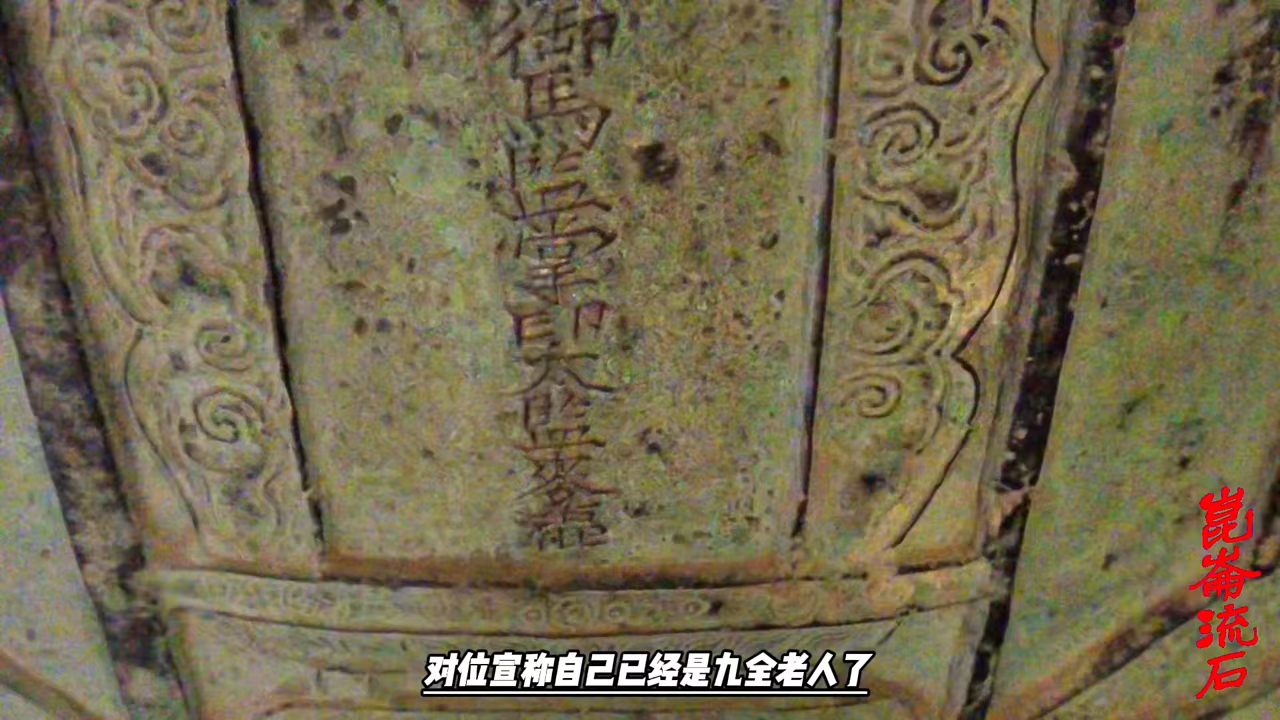 御馬監掌印太監來
崑崙流石
对位宣称自己已经是九全老人了